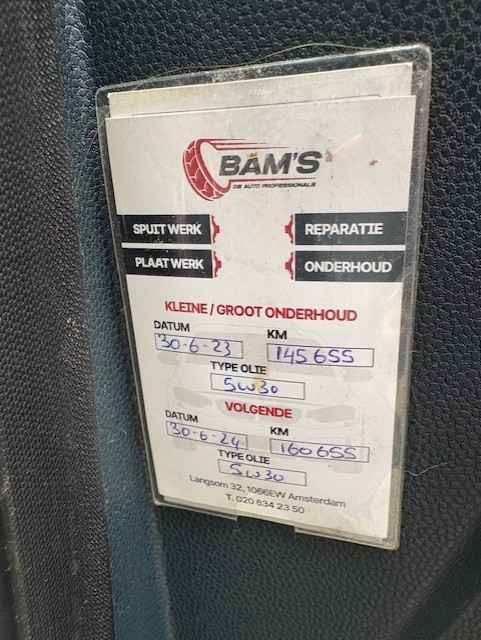 BAM'S
DE AUTO PROFESSIONALS
SPUIT WERK REPARATIE
PLAAT WERK ONDERHOUD
KLEINE / GROOT ONDERHOUD
DATUM KM
30-6-23 145655
TYPE OLIE
5w30
VOLGENDE
DATUM KM
30-6-24 160655
TYPE OLIE
5w30
Langsom 32, 1066EW Amsterdam
T. 020 634 23 50